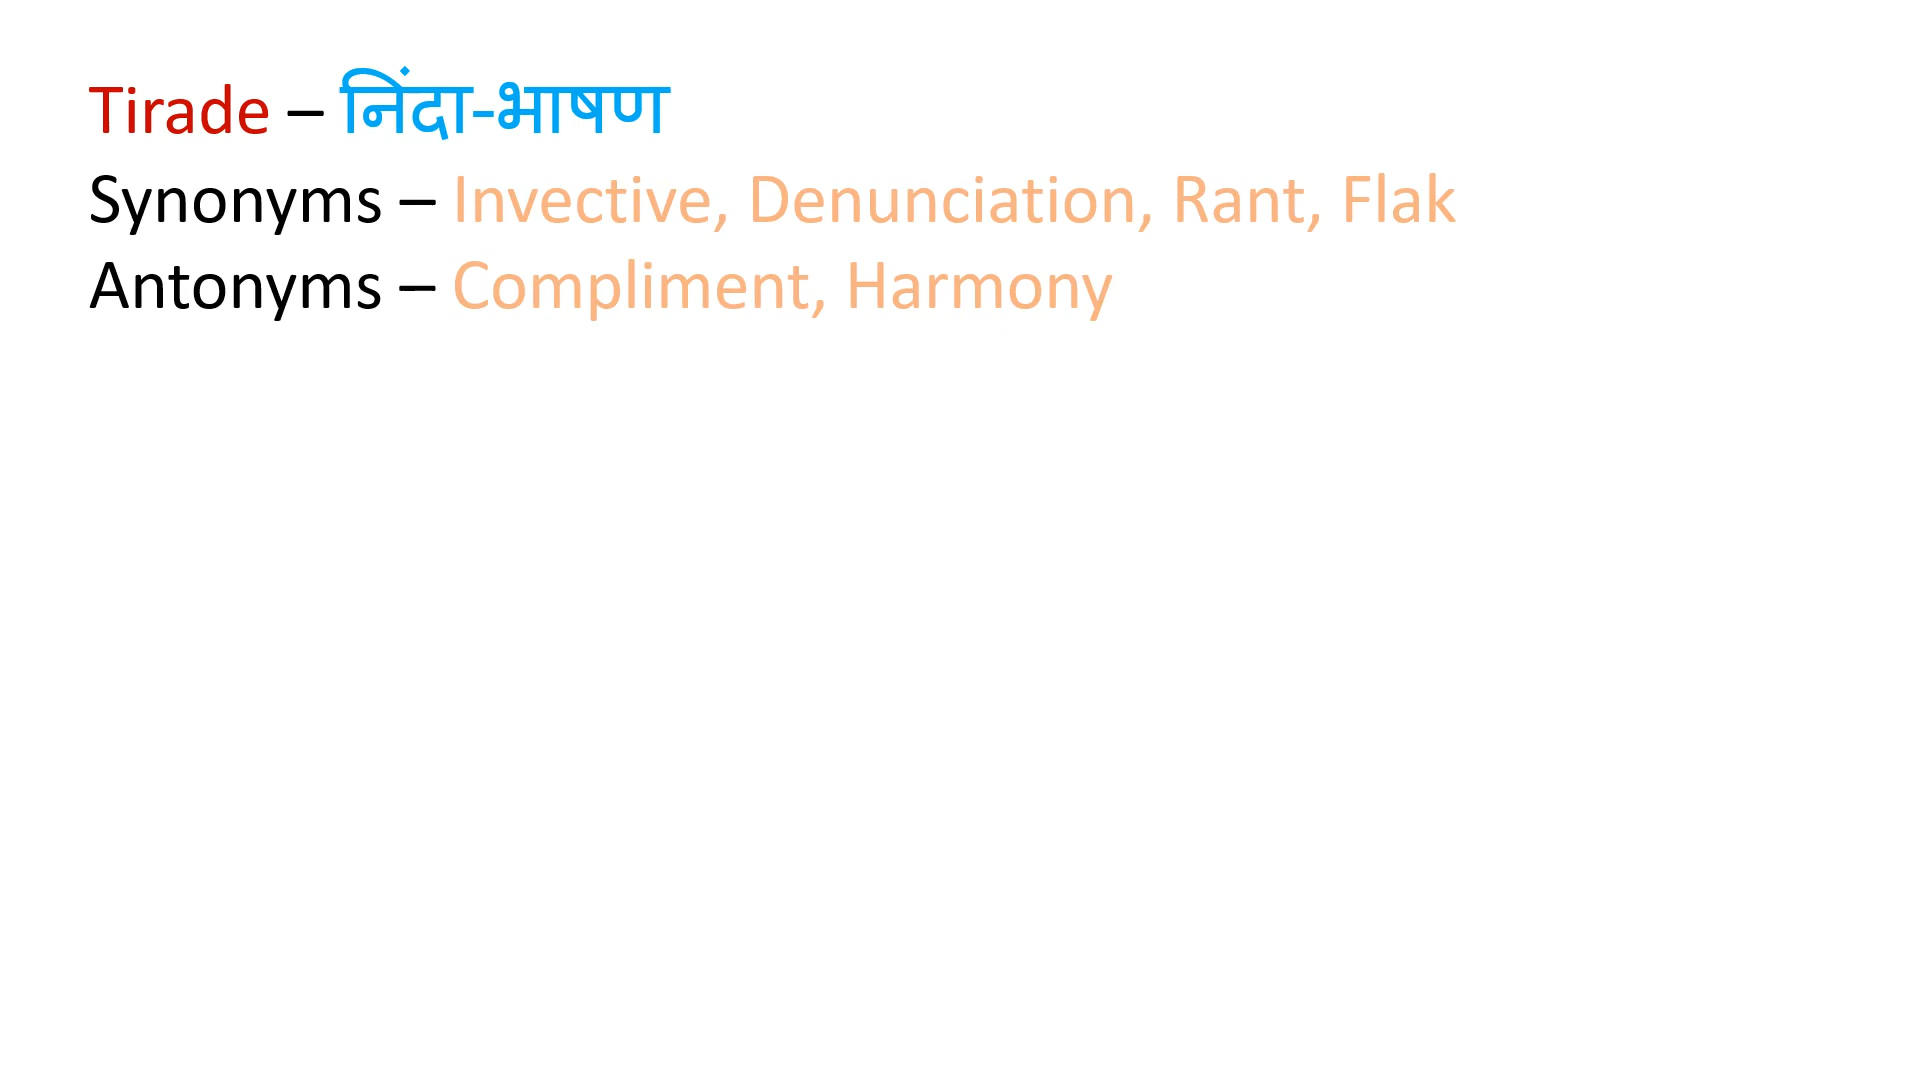 Tirade – निंदा-भाषण
Synonyms – Invective, Denunciation, Rant, Flak
Antonyms – Compliment, Harmony